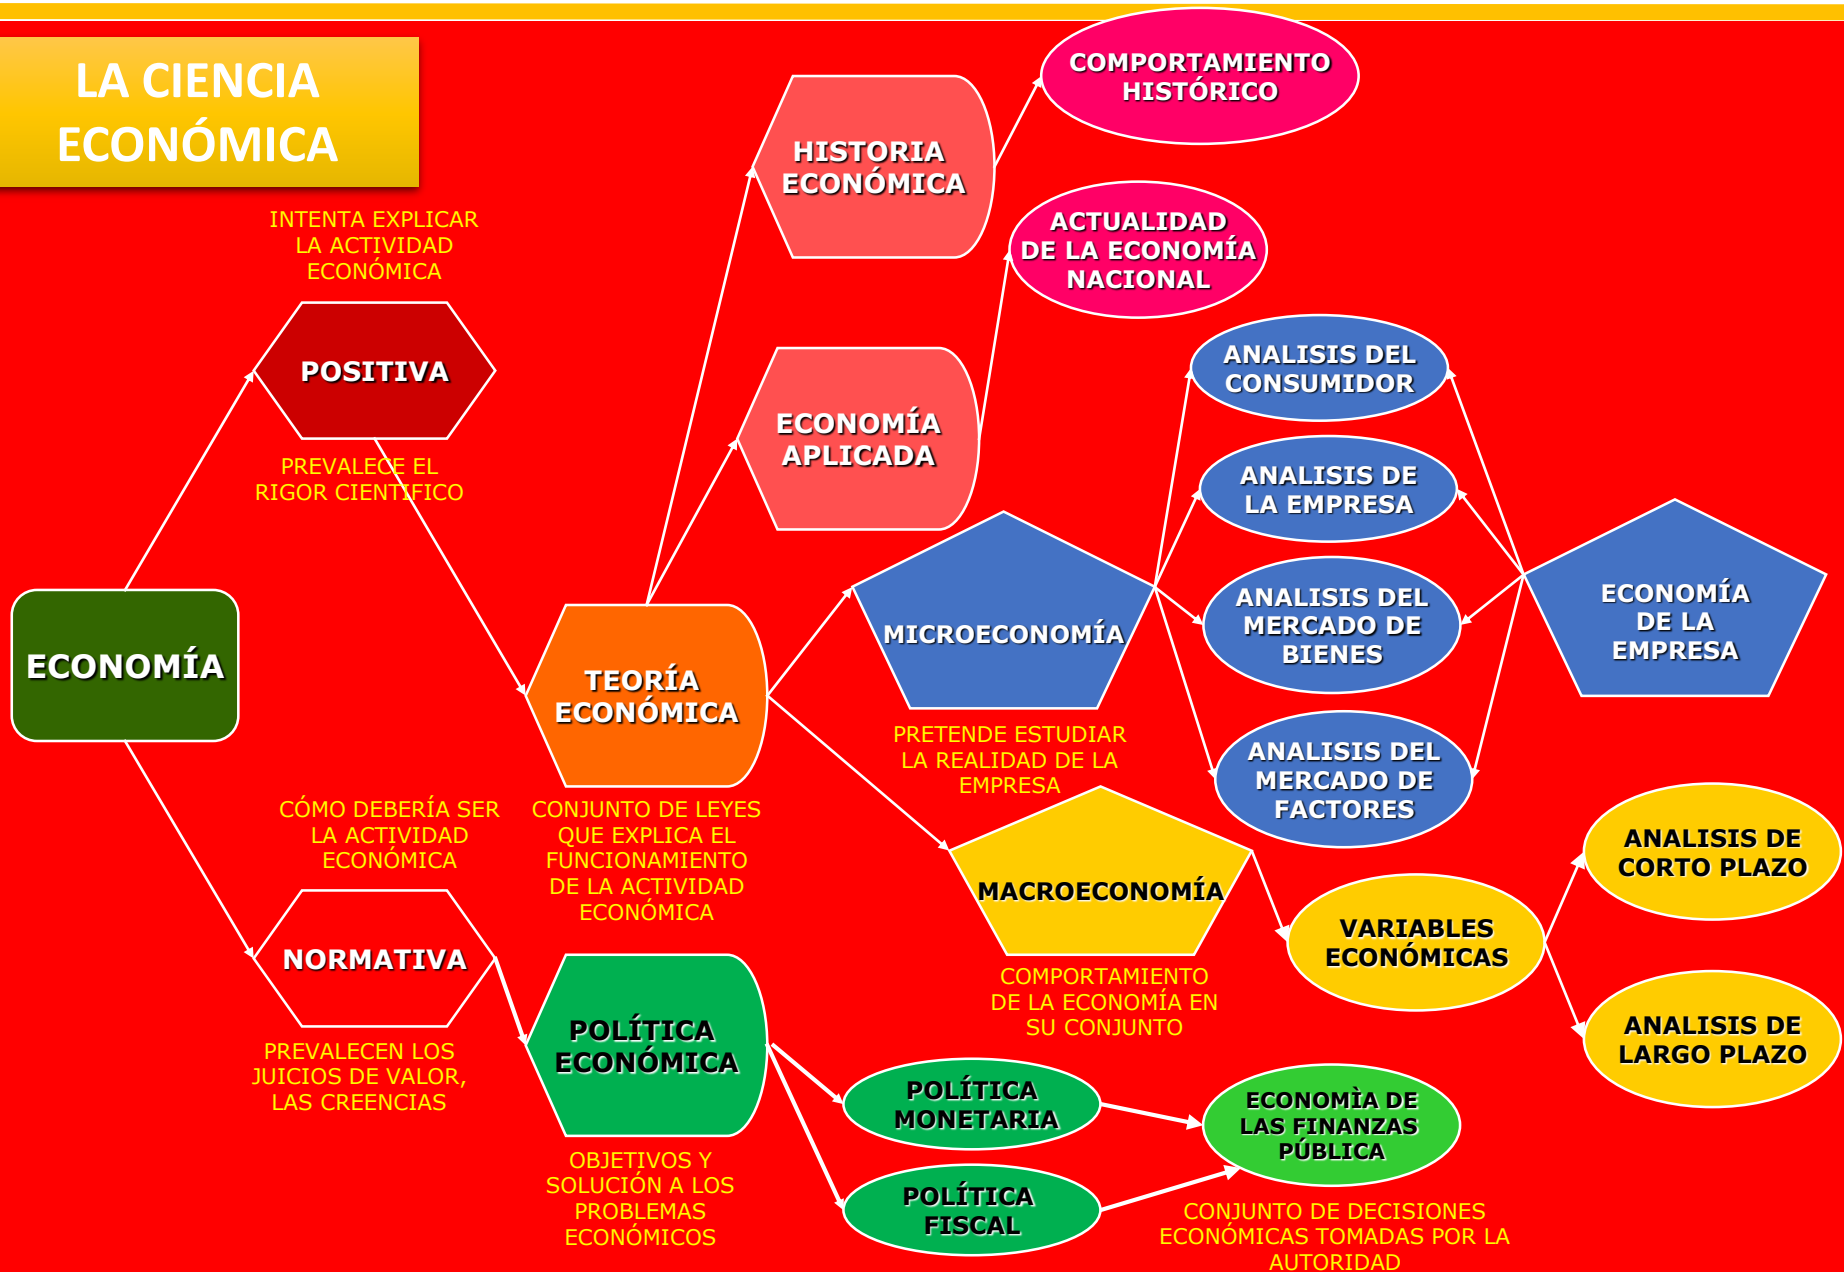 LA CIENCIA
ECONÓMICA
INTENTA EXPLICAR
LA ACTIVIDAD
ECONÓMICA
POSITIVA
PREVALECE EL
RIGOR CIENTIFICO
ECONOMÍA
CÓMO DEBERÍA SER
LA ACTIVIDAD
ECONÓMICA
NORMATIVA
PREVALECEN LOS
JUICIOS DE VALOR,
LAS CREENCIAS
HISTORIA
ECONÓMICA
COMPORTAMIENTO
HISTÓRICO
ECONOMÍA
APLICADA
ACTUALIDAD
DE LA ECONOMÍA
NACIONAL
TEORÍA
ECONÓMICA
CONJUNTO DE LEYES
QUE EXPLICA EL
FUNCIONAMIENTO
DE LA ACTIVIDAD
ECONÓMICA
MICROECONOMÍA
PRETENDE ESTUDIAR
LA REALIDAD DE LA
EMPRESA
ANALISIS DEL
CONSUMIDOR
ANALISIS DE
LA EMPRESA
ANALISIS DEL
MERCADO DE
BIENES
ANALISIS DEL
MERCADO DE
FACTORES
ECONOMÍA
DE LA
EMPRESA
MACROECONOMÍA
COMPORTAMIENTO
DE LA ECONOMÍA EN
SU CONJUNTO
VARIABLES
ECONÓMICAS
ANALISIS DE
CORTO PLAZO
ANALISIS DE
LARGO PLAZO
POLÍTICA
ECONÓMICA
OBJETIVOS Y
SOLUCIÓN A LOS
PROBLEMAS
ECONÓMICOS
POLÍTICA
MONETARIA
POLÍTICA
FISCAL
ECONOMÌA DE
LAS FINANZAS
PÚBLICA
CONJUNTO DE DECISIONES
ECONÓMICAS TOMADAS POR LA
AUTORIDAD